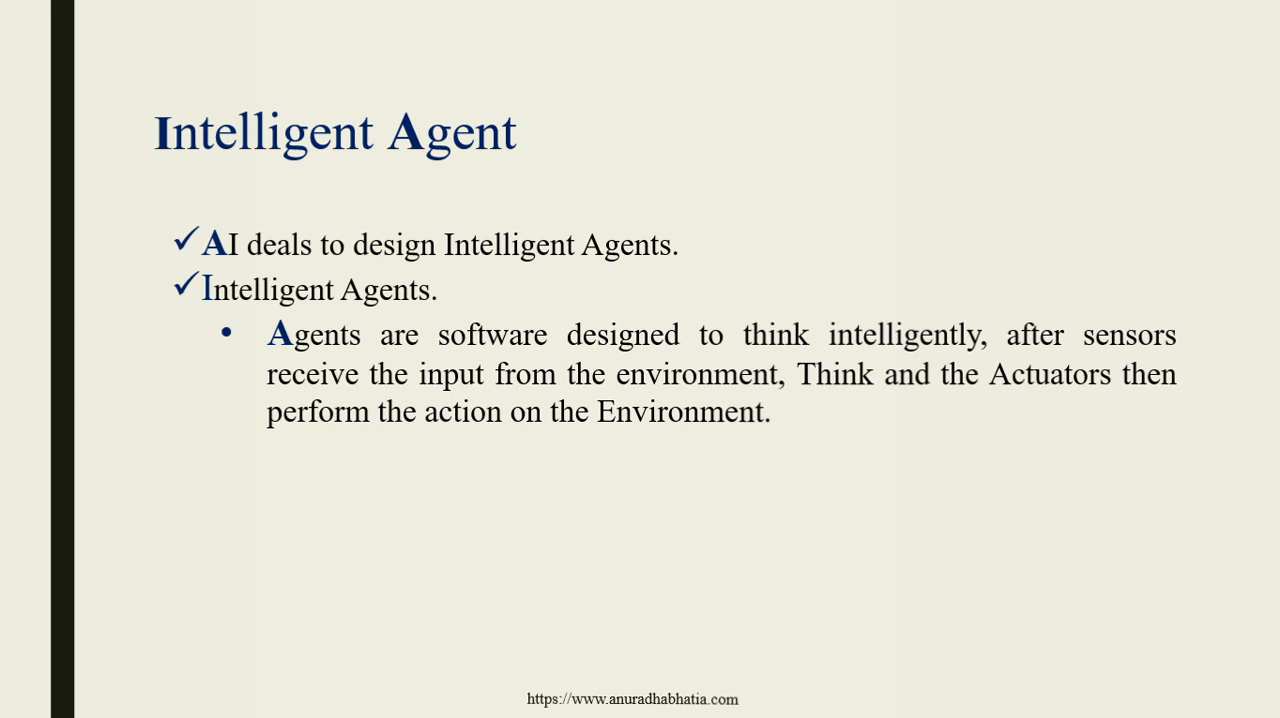 Intelligent Agent
✓AI deals to design Intelligent Agents.
✓Intelligent Agents.
• Agents are software designed to think intelligently, after sensors
receive the input from the environment, Think and the Actuators then
perform the action on the Environment.
https://www.anuradhabhatia.com